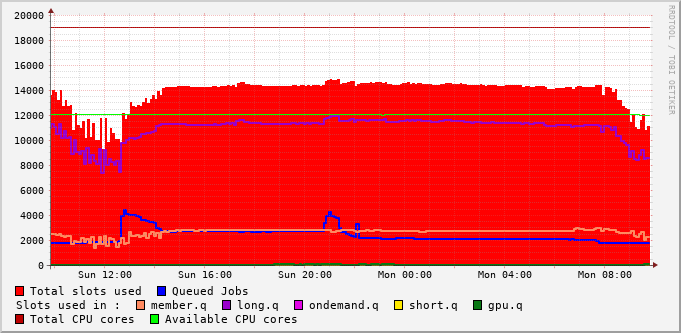 20000
18000
16000
14000
12000
10000
8000
6000
4000
2000
0
Sun 12:00 Sun 16:00 Sun 20:00 Mon 00:00 Mon 04:00 Mon 08:00
RRDTOOL / TOBI OETIKER
Total slots used Queued Jobs
Slots used in : member.q long.q ondemand.q short.q gpu.q
Total CPU cores Available CPU cores